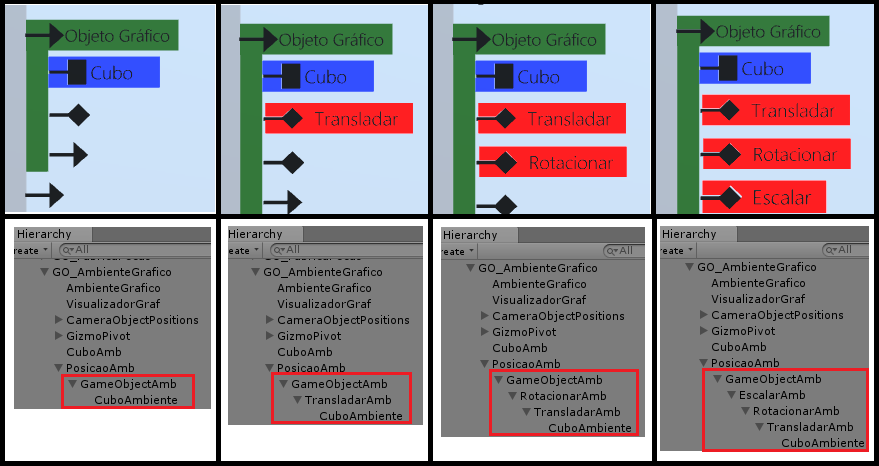 Objeto Gráfico
Cubo
Objeto Gráfico
Cubo
Transladar
Objeto Gráfico
Cubo
Transladar
Rotacionar
Objeto Gráfico
Cubo
Transladar
Rotacionar
Escalar
Hierarchy
reate
All
GO_AmbienteGrafico
AmbienteGrafico
VisualizadorGraf
CameraObjectPositions
GizmoPivot
CuboAmb
PosicaoAmb
GameObjectAmb
CuboAmbiente
Hierarchy
reate
All
GO_AmbienteGrafico
AmbienteGrafico
VisualizadorGraf
CameraObjectPositions
GizmoPivot
CuboAmb
PosicaoAmb
GameObjectAmb
TransladarAmb
CuboAmbiente
Hierarchy
reate
All
GO_AmbienteGrafico
AmbienteGrafico
VisualizadorGraf
CameraObjectPositions
GizmoPivot
CuboAmb
PosicaoAmb
GameObjectAmb
RotacionarAmb
TransladarAmb
CuboAmbiente
Hierarchy
reate
All
GO_AmbienteGrafico
AmbienteGrafico
VisualizadorGraf
CameraObjectPositions
GizmoPivot
CuboAmb
PosicaoAmb
GameObjectAmb
EscalarAmb
RotacionarAmb
TransladarAmb
CuboAmbiente